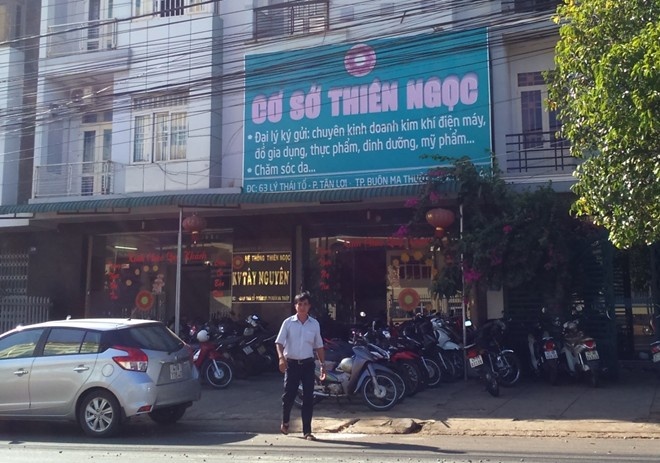 CƠ SỞ THIÊN NGỌC
• Đại lý ký gửi: chuyên kinh doanh kim khí điện máy,
đồ gia dụng, thực phẩm, dinh dưỡng, mỹ phẩm...
• Chăm sóc da...
ĐC: 63 LÝ THÁI TỔ - P. TÂN LỢI - TP.BUÔN MA
HỆ THỐNG THIÊN NGỌC
KV TÂY NGUYÊN